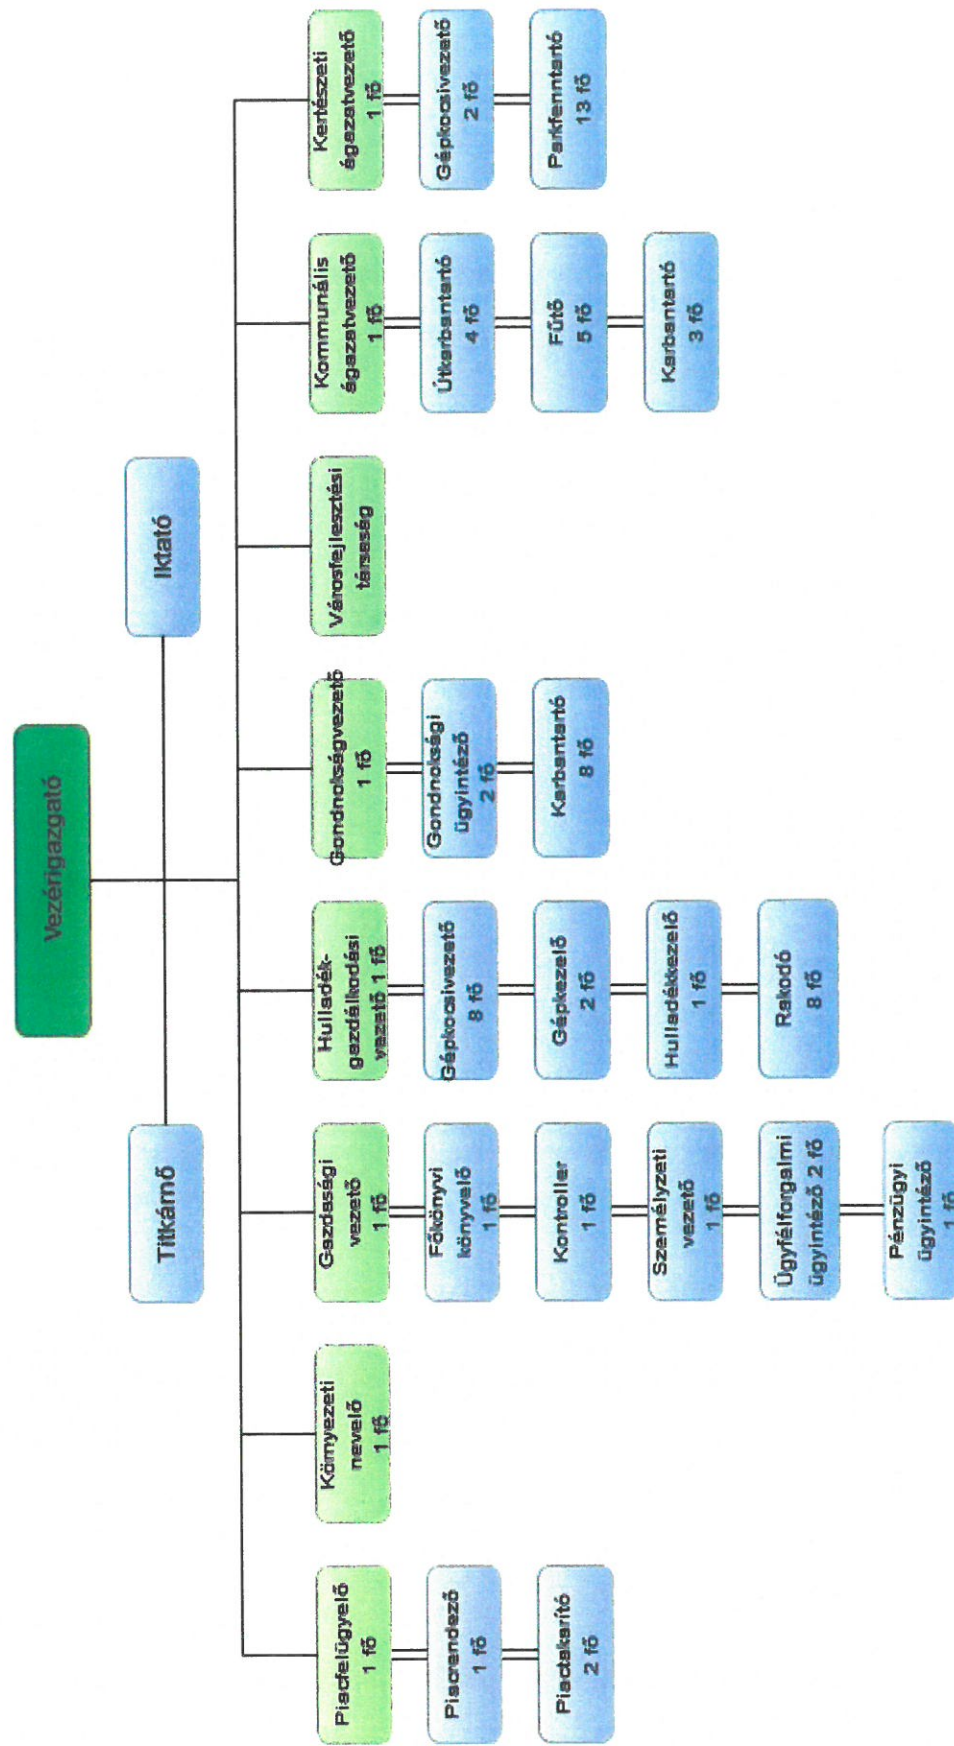 Vezérigazgató
Titkárnő
Iktató
Piacfelügyelő
1 fő
Piacrendező
1 fő
Piactakarító
2 fő
Környezeti
nevelő
1 fő
Gazdasági
vezető
1 fő
Főkönyvi
könyvelő
1 fő
Kontroller
1 fő
Személyzeti
vezető
1 fő
Ügyfélforgalmi
ügyintéző 2 fő
Pénzügyi
ügyintéző
1 fő
Hulladék-
gazdálkodási
vezető 1 fő
Gépkocsivezető
8 fő
Gépkezelő
2 fő
Hulladékkezelő
1 fő
Rakodó
8 fő
Gondnokságvezető
1 fő
Gondnoksági
ügyintéző
2 fő
Karbantartó
8 fő
Városfejlesztési
társaság
Kommunális
ágazatvezető
1 fő
Útkarbantartó
4 fő
Fűtő
5 fő
Karbantartó
3 fő
Kertészeti
ágazatvezető
1 fő
Gépkocsivezető
2 fő
Parkfenntartó
13 fő